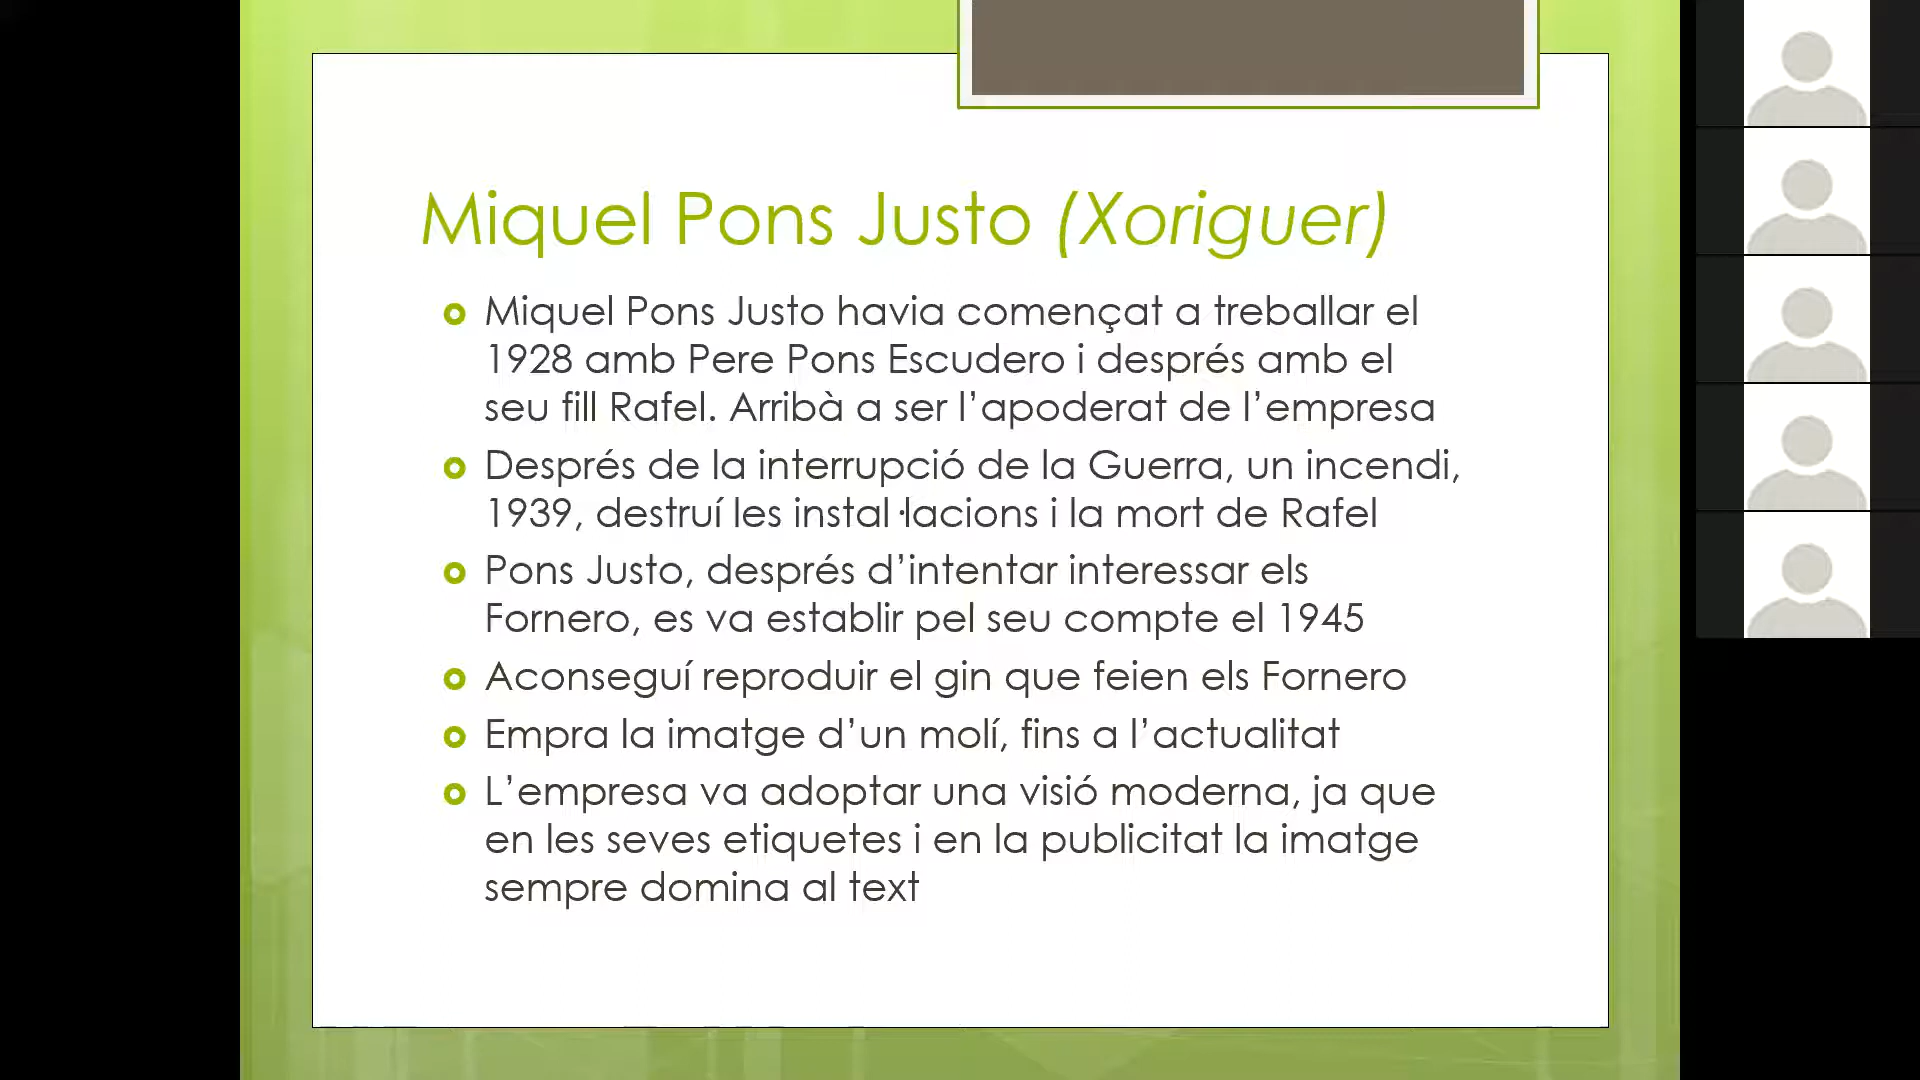 Miquel Pons Justo (Xoriguer)
Miquel Pons Justo havia començat a treballar el
1928 amb Pere Pons Escudero i després amb el
seu fill Rafel. Arribà a ser l’apoderat de l’empresa
Després de la interrupció de la Guerra, un incendi,
1939, destruí les instal·lacions i la mort de Rafel
Pons Justo, després d’intentar interessar els
Fornero, es va establir pel seu compte el 1945
Aconseguí reproduir el gin que feien els Fornero
Empra la imatge d’un molí, fins a l’actualitat
L’empresa va adoptar una visió moderna, ja que
en les seves etiquetes i en la publicitat la imatge
sempre domina al text